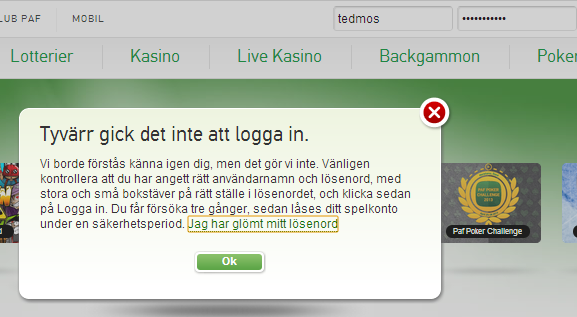 LUB PAF MOBIL tedmos ••••••••••
Lotterier Kasino Live Kasino Backgammon Poker
Tyvärr gick det inte att logga in.
Vi borde förstås känna igen dig, men det gör vi inte. Vänligen
kontrollera att du har angett rätt användarnamn och lösenord, med
stora och små bokstäver på rätt ställe i lösenordet, och klicka sedan
på Logga in. Du får försöka tre gånger, sedan låses ditt spelkonto
under en säkerhetsperiod. Jag har glömt mitt lösenord
Ok
PAF POKER
CHALLENGE
2013
Paf Poker Challenge